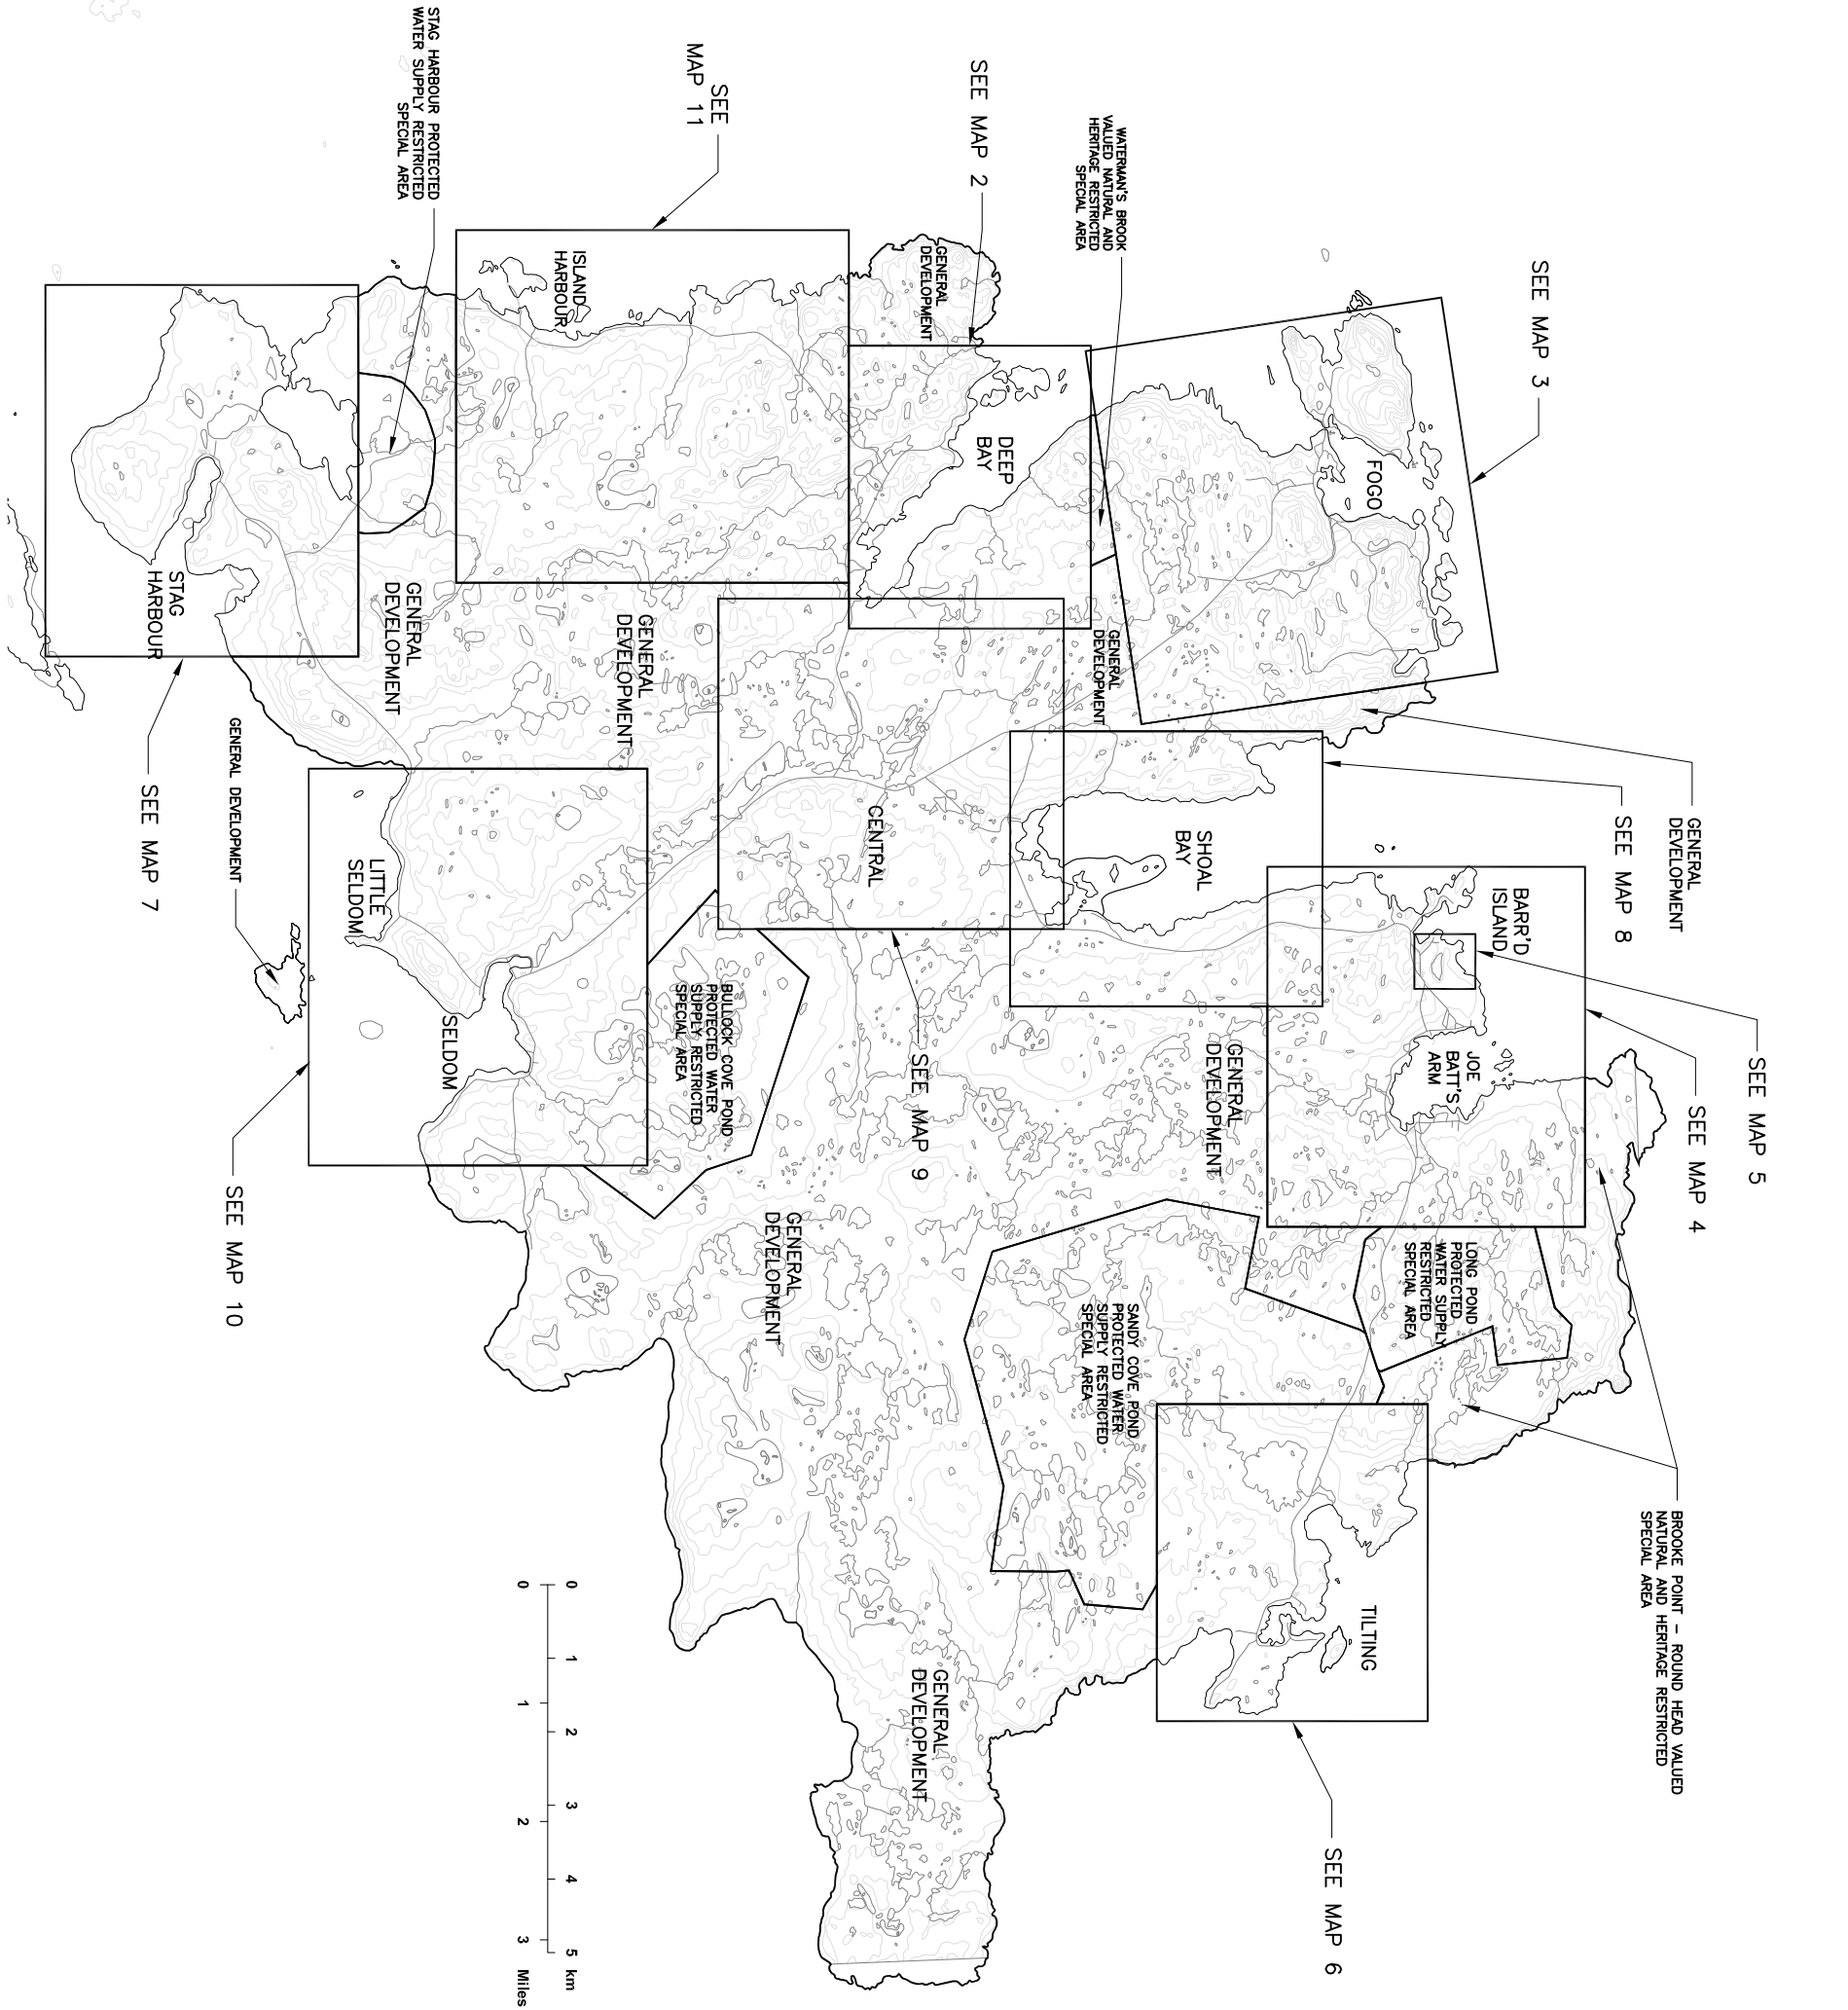 SEE MAP 3
GENERAL
DEVELOPMENT
SEE MAP 8
SEE MAP 5
SEE MAP 4
BROOKE POINT – ROUND HEAD VALUED
NATURAL AND HERITAGE RESTRICTED
SPECIAL AREA
FOGO
BARR'D
ISLAND
JOE
BATT'S
ARM
LONG POND
PROTECTED
WATER SUPPLY
RESTRICTED
SPECIAL AREA
TILTING
SEE MAP 6
WATERMAN'S BROOK
VALUED NATURAL AND
HERITAGE RESTRICTED
SPECIAL AREA
GENERAL
DEVELOPMENT
SHOAL
BAY
GENERAL
DEVELOPMENT
SANDY COVE POND
PROTECTED WATER
SUPPLY RESTRICTED
SPECIAL AREA
SEE MAP 2
GENERAL
DEVELOPMENT
DEEP
BAY
CENTRAL
SEE MAP 9
GENERAL
DEVELOPMENT
GENERAL
DEVELOPMENT
SEE
MAP 11
ISLAND
HARBOUR
GENERAL
DEVELOPMENT
BULLOCK COVE POND
PROTECTED WATER
SUPPLY RESTRICTED
SPECIAL AREA
STAG HARBOUR PROTECTED
WATER SUPPLY RESTRICTED
SPECIAL AREA
GENERAL
DEVELOPMENT
LITTLE
SELDOM
SELDOM
STAG
HARBOUR
GENERAL DEVELOPMENT
SEE MAP 7
SEE MAP 10
0 1 2 3 4 5 km
0 1 2 3 Miles